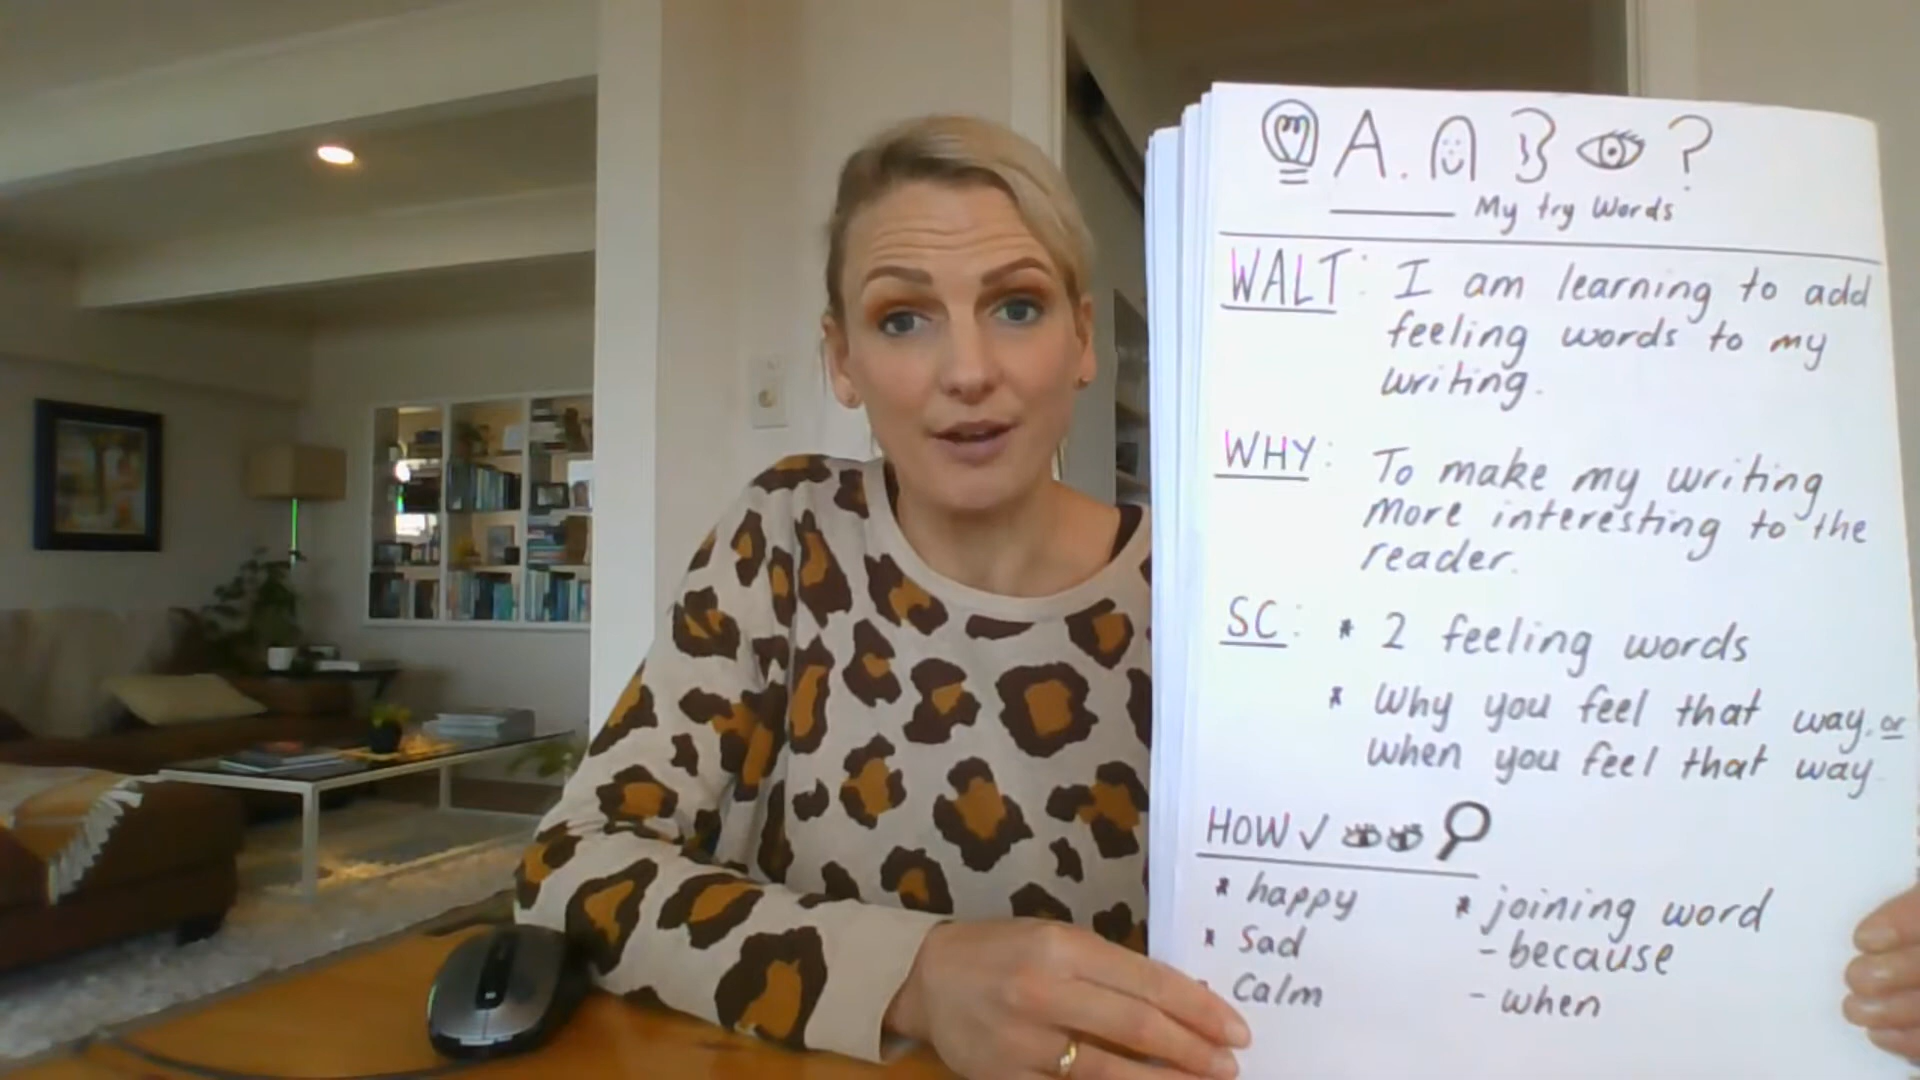 A. ?
My try Words
WALT: I am learning to add
feeling words to my
writing.
WHY: To make my writing
more interesting to the
reader.
SC: * 2 feeling words
* Why you feel that way. or
when you feel that way
HOW ✓
* happy
* Sad
* Calm
* joining word
- because
- when